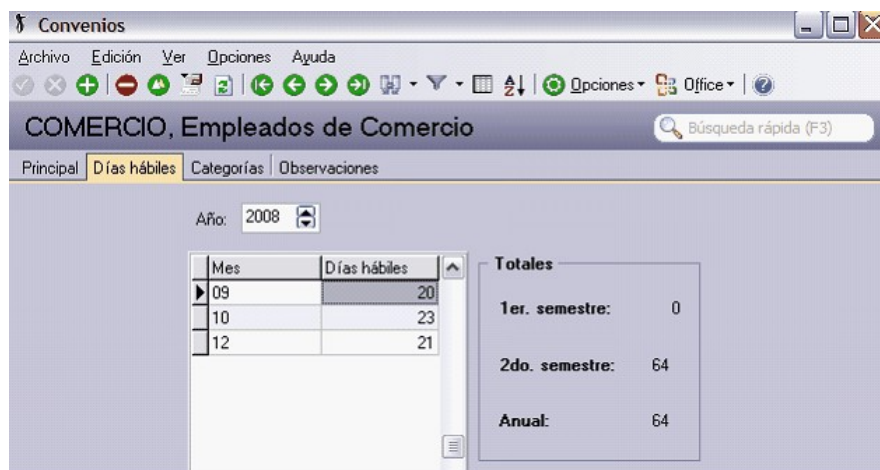 Convenios
Archivo Edición Ver Opciones Ayuda
Opciones Office
COMERCIO, Empleados de Comercio
Búsqueda rápida (F3)
Principal Días hábiles Categorías Observaciones
Año: 2008
Mes Días hábiles
09 20
10 23
12 21
Totales
1er. semestre: 0
2do. semestre: 64
Anual: 64